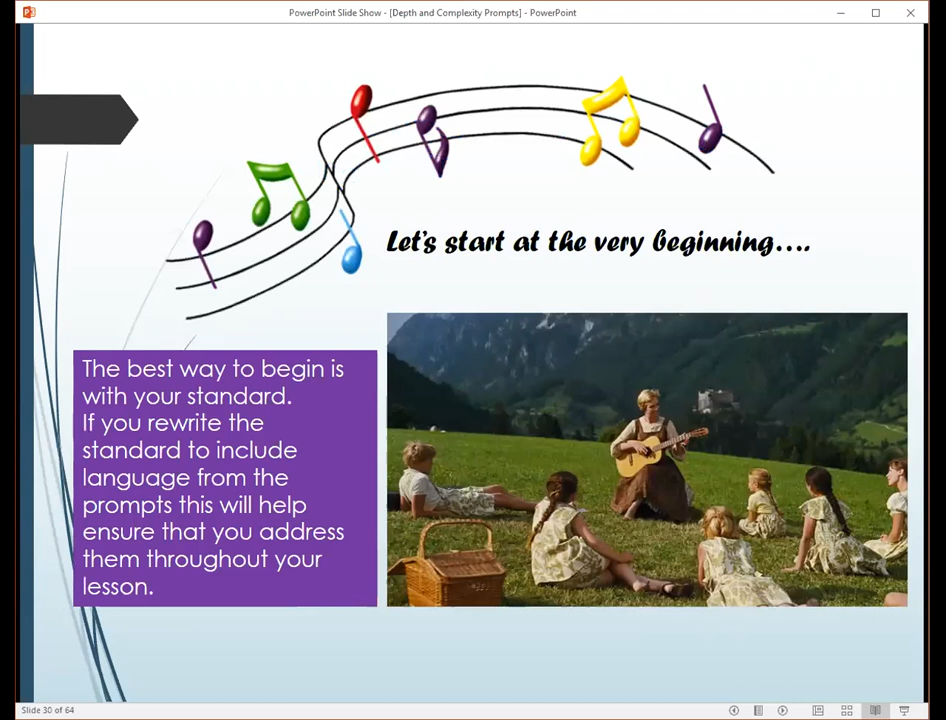 PowerPoint Slide Show - [Depth and Complexity Prompts] - PowerPoint
Let's start at the very beginning....
The best way to begin is
with your standard.
If you rewrite the
standard to include
language from the
prompts this will help
ensure that you address
them throughout your
lesson.
Slide 30 of 64